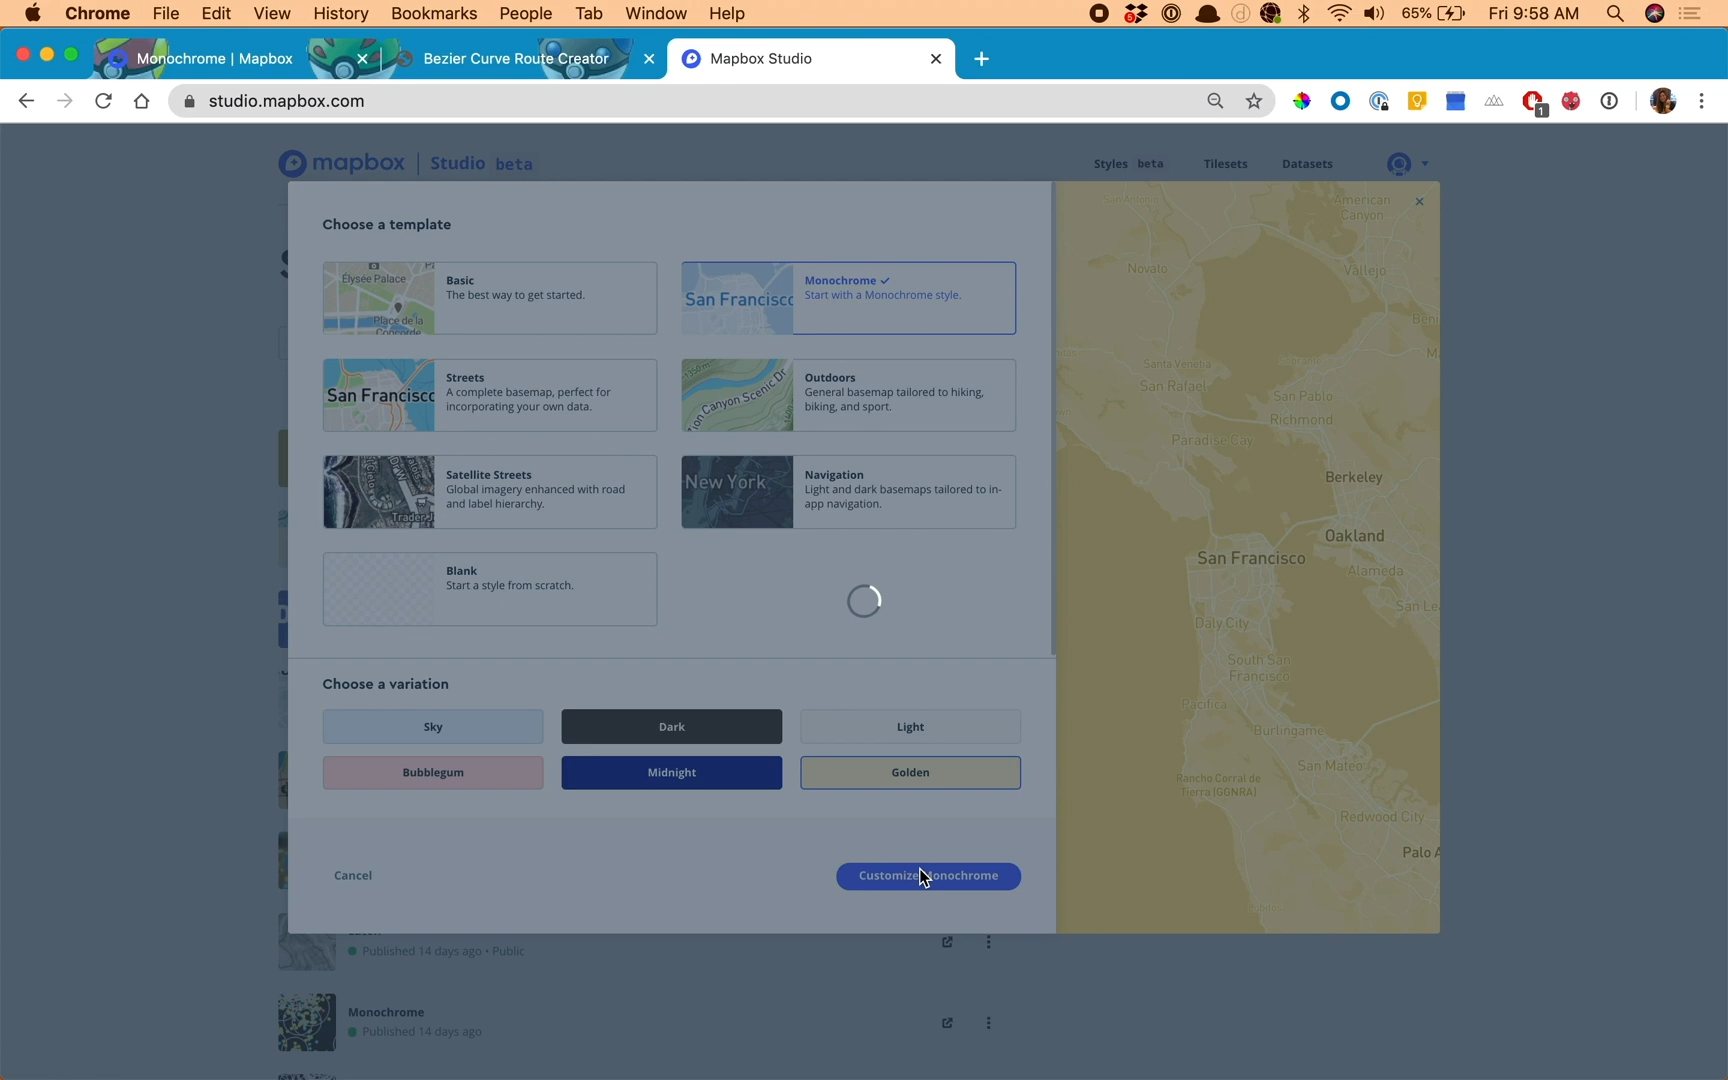 Chrome File Edit View History Bookmarks People Tab Window Help
5 65% Fri 9:58 AM
Monochrome | Mapbox
Bezier Curve Route Creator
Mapbox Studio
studio.mapbox.com
1
mapbox Studio beta
Styles beta Tilesets Datasets
Choose a template
Élysée Palace
Place de la
Concorde
Basic
The best way to get started.
San Francisco
Monochrome ✓
Start with a Monochrome style.
San Francisco
Streets
A complete basemap, perfect for
incorporating your own data.
Canyon Scenic Dr
Outdoors
General basemap tailored to hiking,
biking, and sport.
Trader J
Satellite Streets
Global imagery enhanced with road
and label hierarchy.
New York
Navigation
Light and dark basemaps tailored to in-
app navigation.
Blank
Start a style from scratch.
Choose a variation
Sky
Dark
Light
Bubblegum
Midnight
Golden
Cancel
Customize Monochrome
American
Canyon
Novato
Vallejo
Santa Venetia
San Rafael
San Pablo
Richmond
Paradise Cay
Berkeley
Oakland
San Francisco
Alameda
San Lea
Daly City
South San
Francisco
Pacifica
Burlingame
San Mateo
Rancho Corral de
Tierra (GGNRA)
Redwood City
Palo A
Published 14 days ago • Public
Monochrome
Published 14 days ago